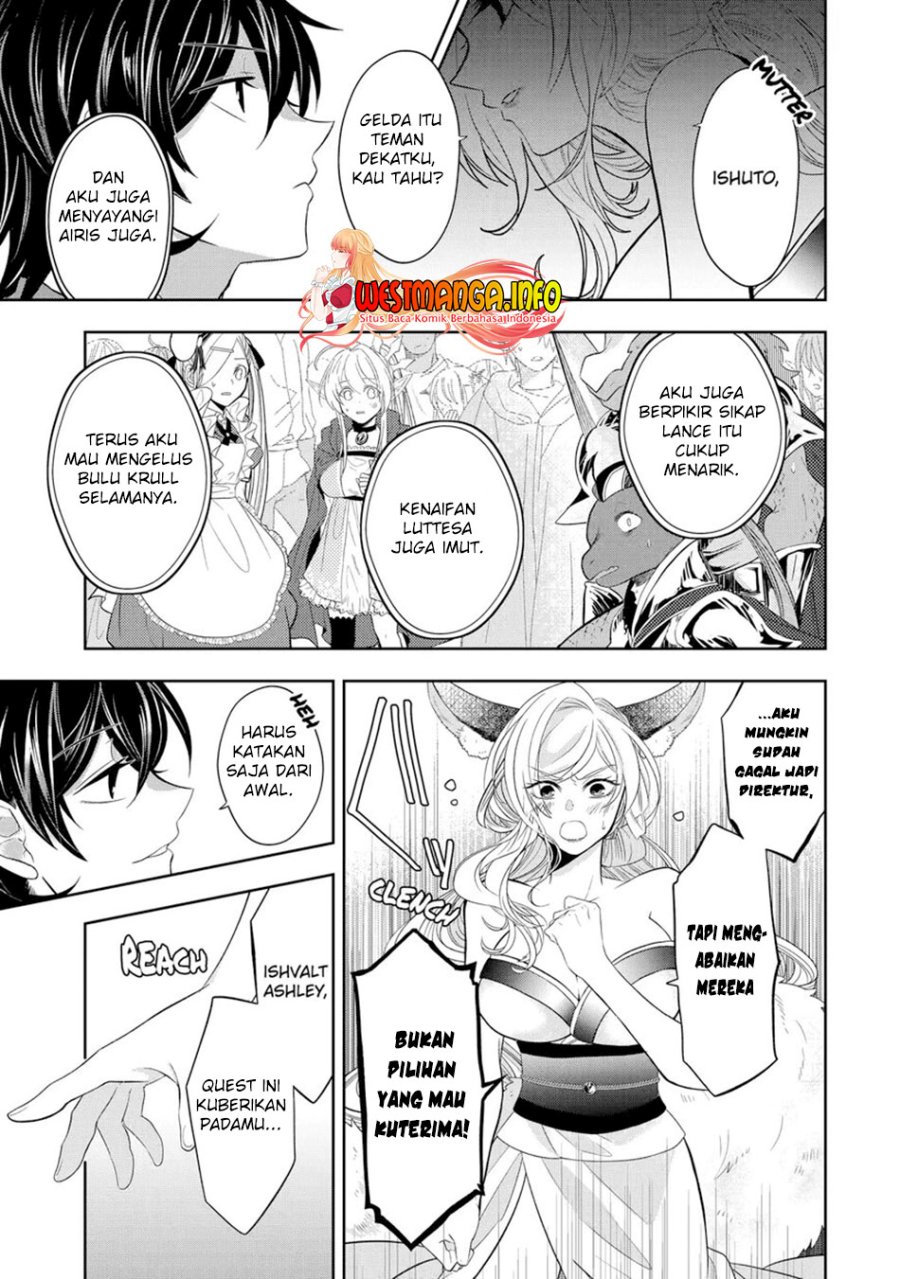 MUTTER
ISHUTO,
GELDA ITU
TEMAN
DEKATKU,
KAU TAHU?
DAN
AKU JUGA
MENYAYANGI
AIRIS JUGA.
WESTMANGA.INFO
Situs Baca Komik Berbahasa Indonesia
AKU JUGA
BERPIKIR SIKAP
LANCE ITU
CUKUP
MENARIK.
KENAIFAN
LUTTESA
JUGA IMUT.
TERUS AKU
MAU MENGELUS
BULU KRULL
SELAMANYA.
...AKU
MUNGKIN
SUDAH
GAGAL JADI
DIREKTUR,
TAPI MENG-
ABAIKAN
MEREKA
CLENCH
BUKAN
PILIHAN
YANG MAU
KUTERIMA!
HEH
HARUS
KATAKAN
SAJA DARI
AWAL.
REACH
ISHVALT
ASHLEY,
QUEST INI
KUBERIKAN
PADAMU...